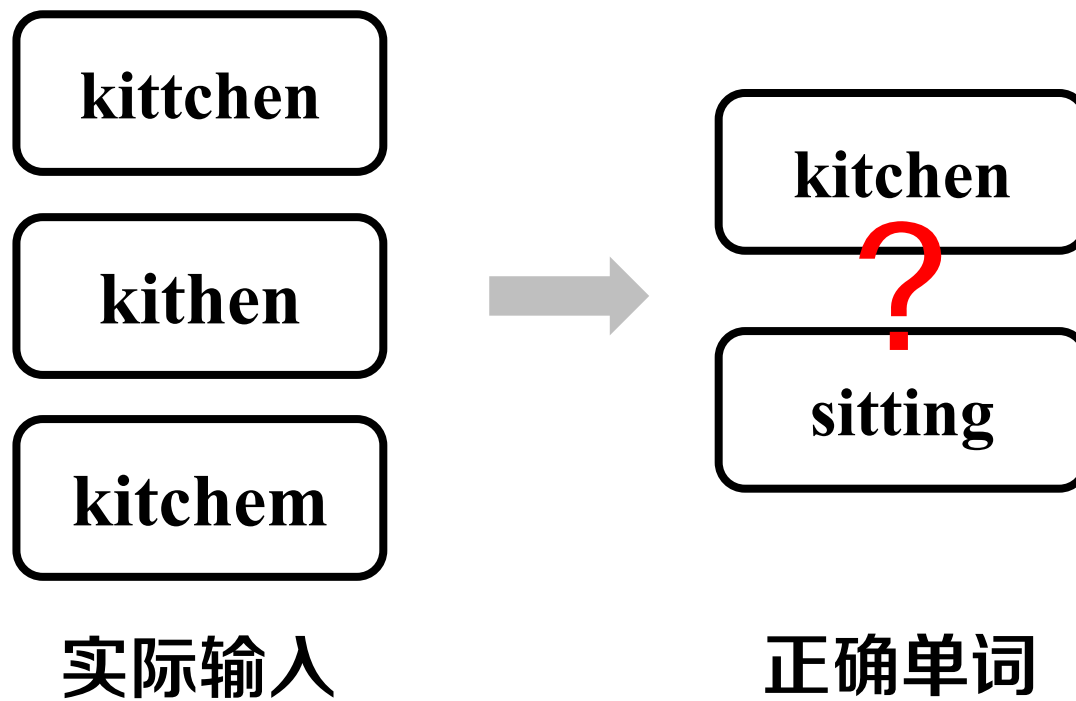 kittchen
kithen
kitchem
实际输入
kitchen
?
sitting
正确单词